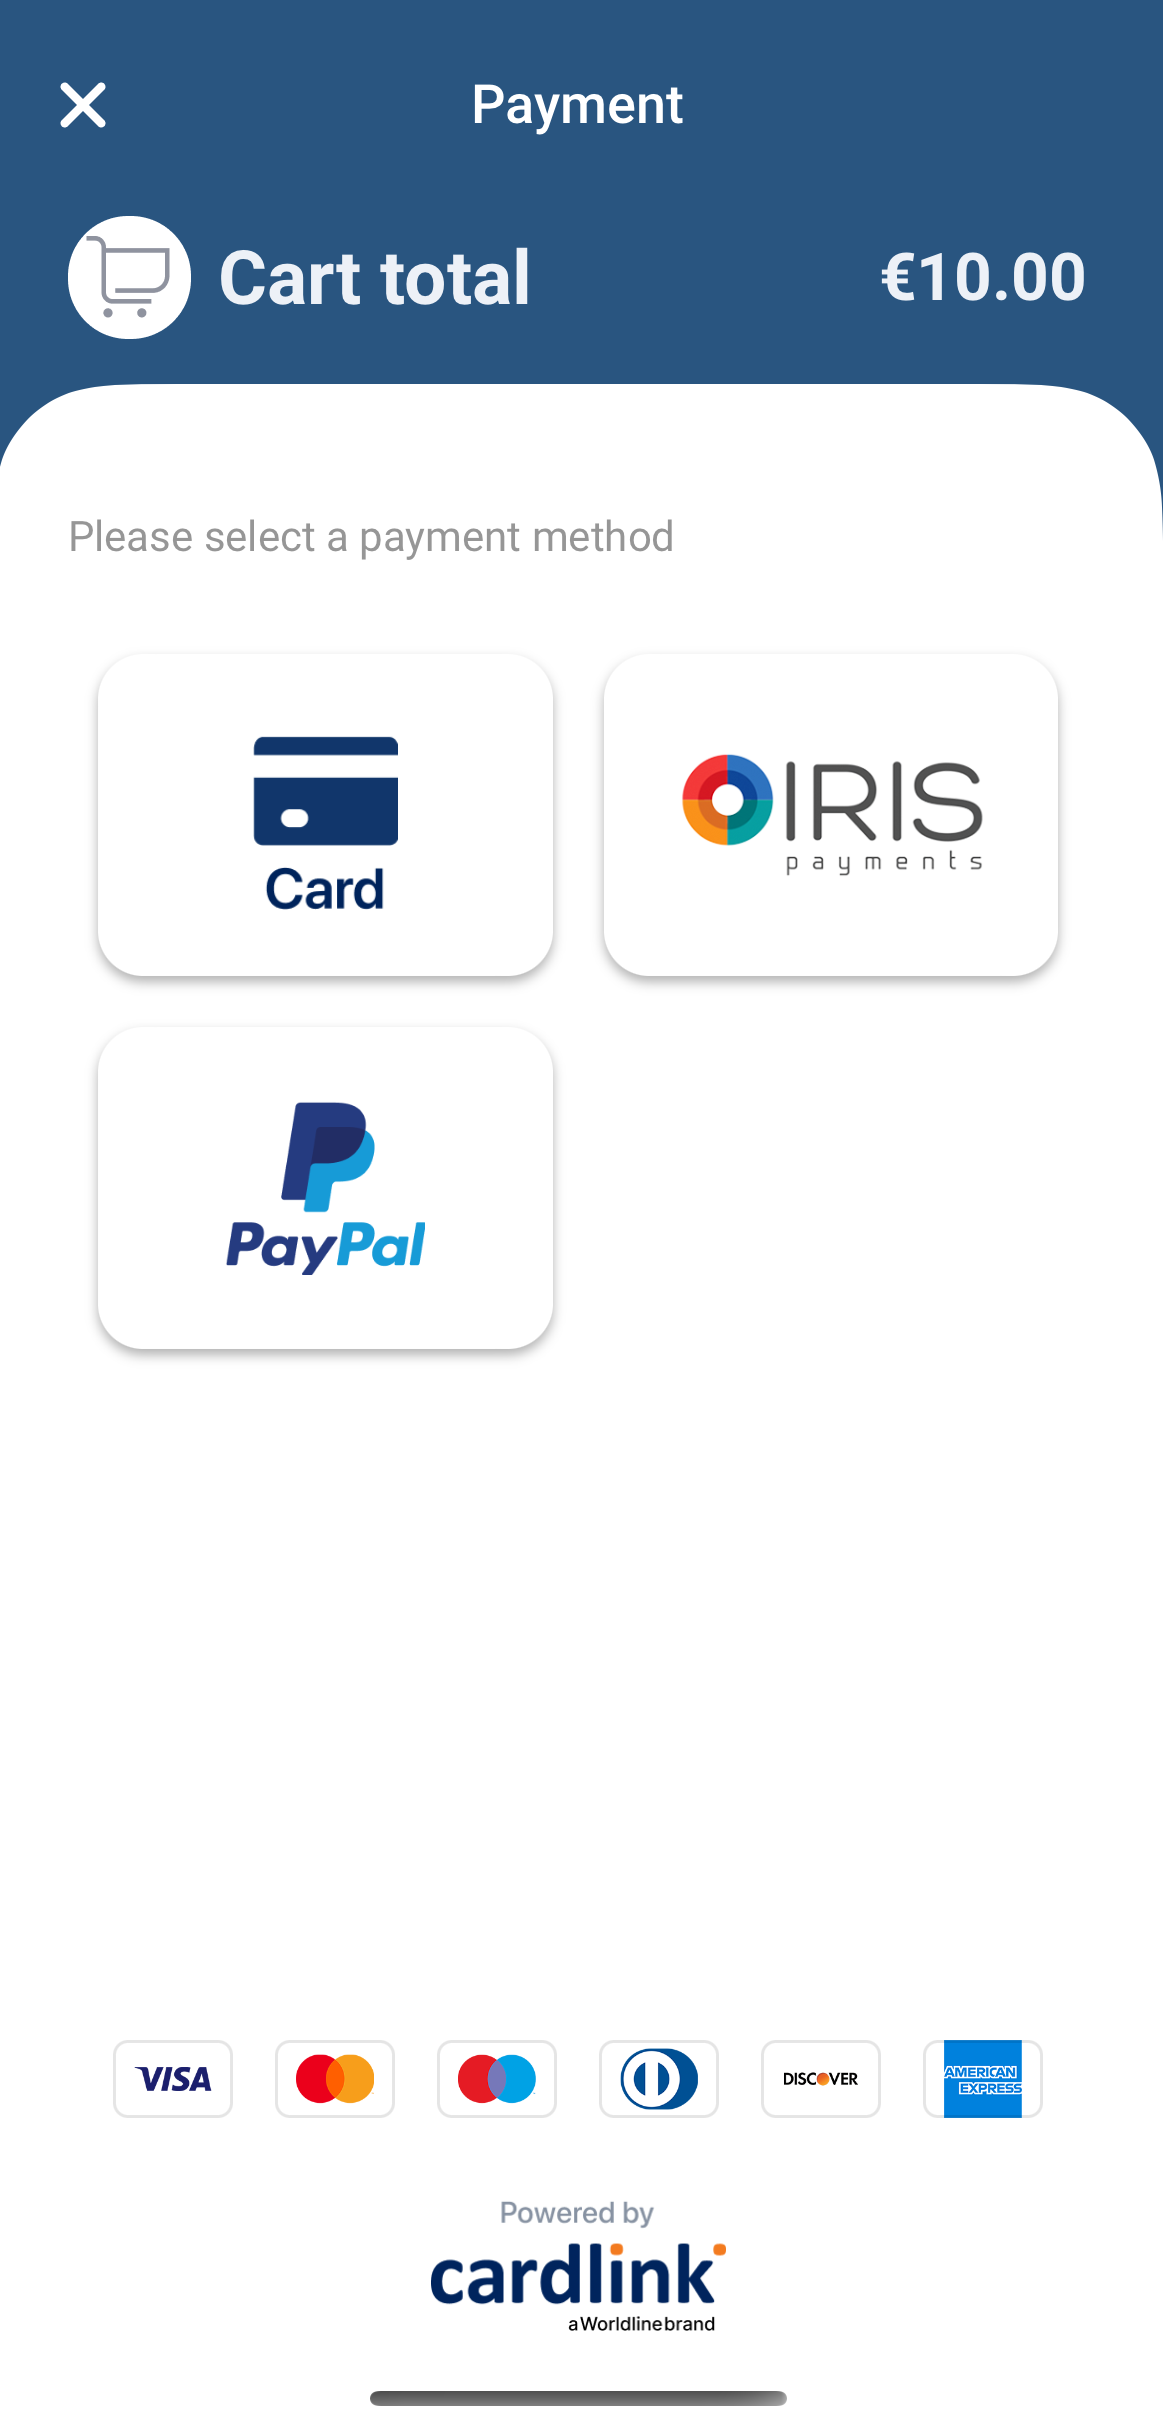 Payment
Cart total €10.00
Please select a payment method
Card
IRIS
payments
PayPal
VISA
DISCOVER
AMERICAN
EXPRESS
Powered by
cardlink
a Worldline brand